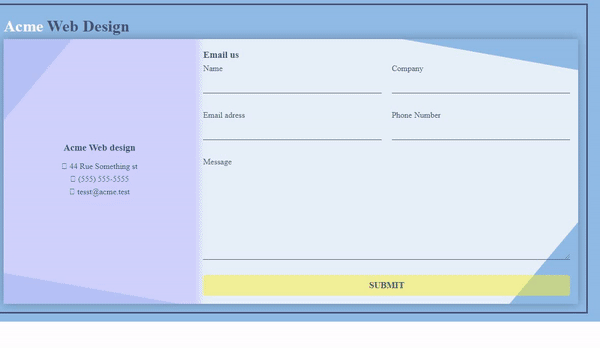 Acme Web Design
Email us
Name
Company
Email adress
Phone Number
Message
Acme Web design
44 Rue Something st
(555) 555-5555
tesst@acme.test
SUBMIT